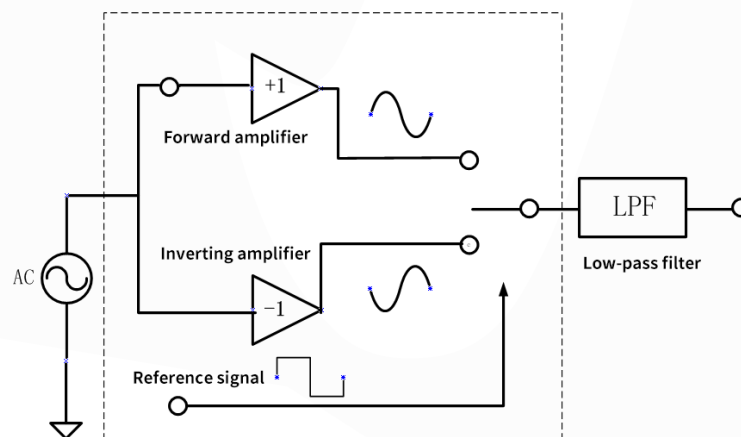 +1
Forward amplifier
LPF
Inverting amplifier
Low-pass filter
AC
-1
Reference signal